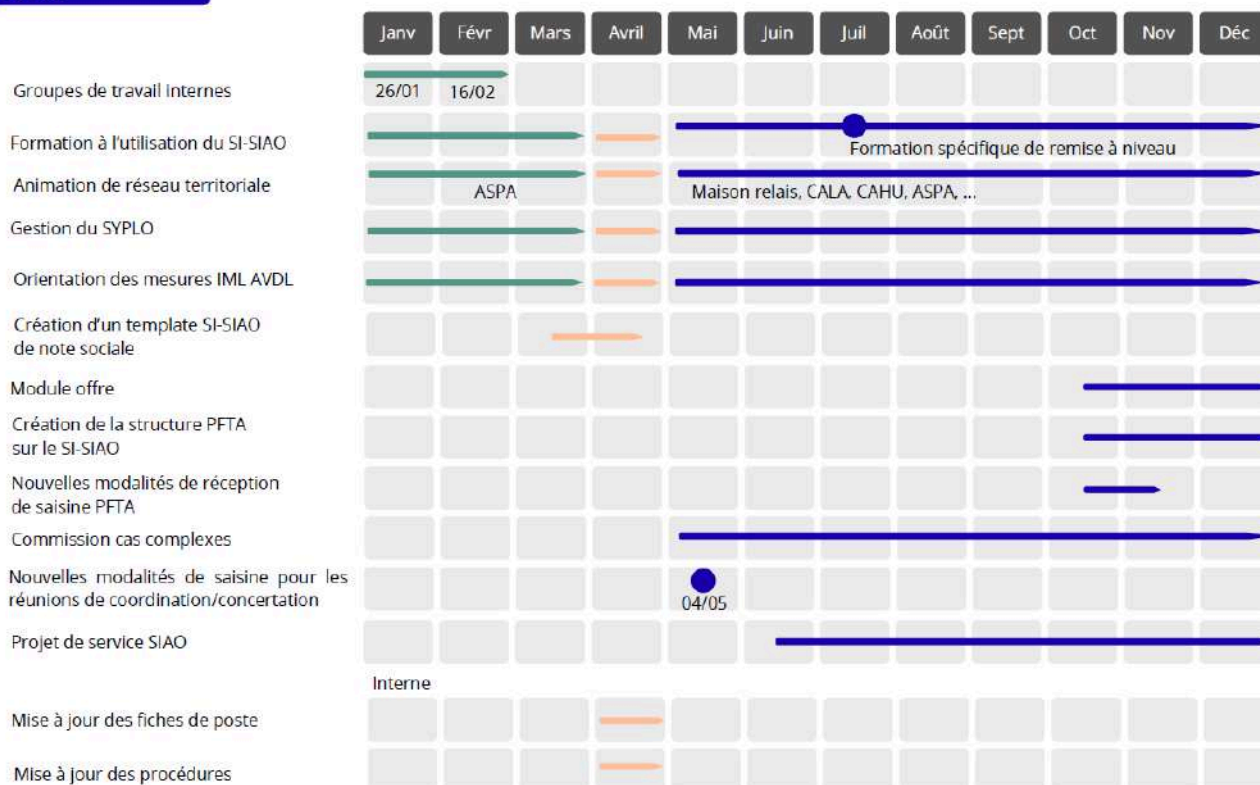 Janv Févr Mars Avril Mai Juin Juil Août Sept Oct Nov Déc
Groupes de travail internes
26/01 16/02
Formation à l'utilisation du SI-SIAO
Formation spécifique de remise à niveau
Animation de réseau territoriale
ASPA
Maison relais, CALA, CAHU, ASPA, ...
Gestion du SYPLO
Orientation des mesures IML AVDL
Création d'un template SI-SIAO
de note sociale
Module offre
Création de la structure PFTA
sur le SI-SIAO
Nouvelles modalités de réception
de saisine PFTA
Commission cas complexes
Nouvelles modalités de saisine pour les
réunions de coordination/concertation
04/05
Projet de service SIAO
Interne
Mise à jour des fiches de poste
Mise à jour des procédures